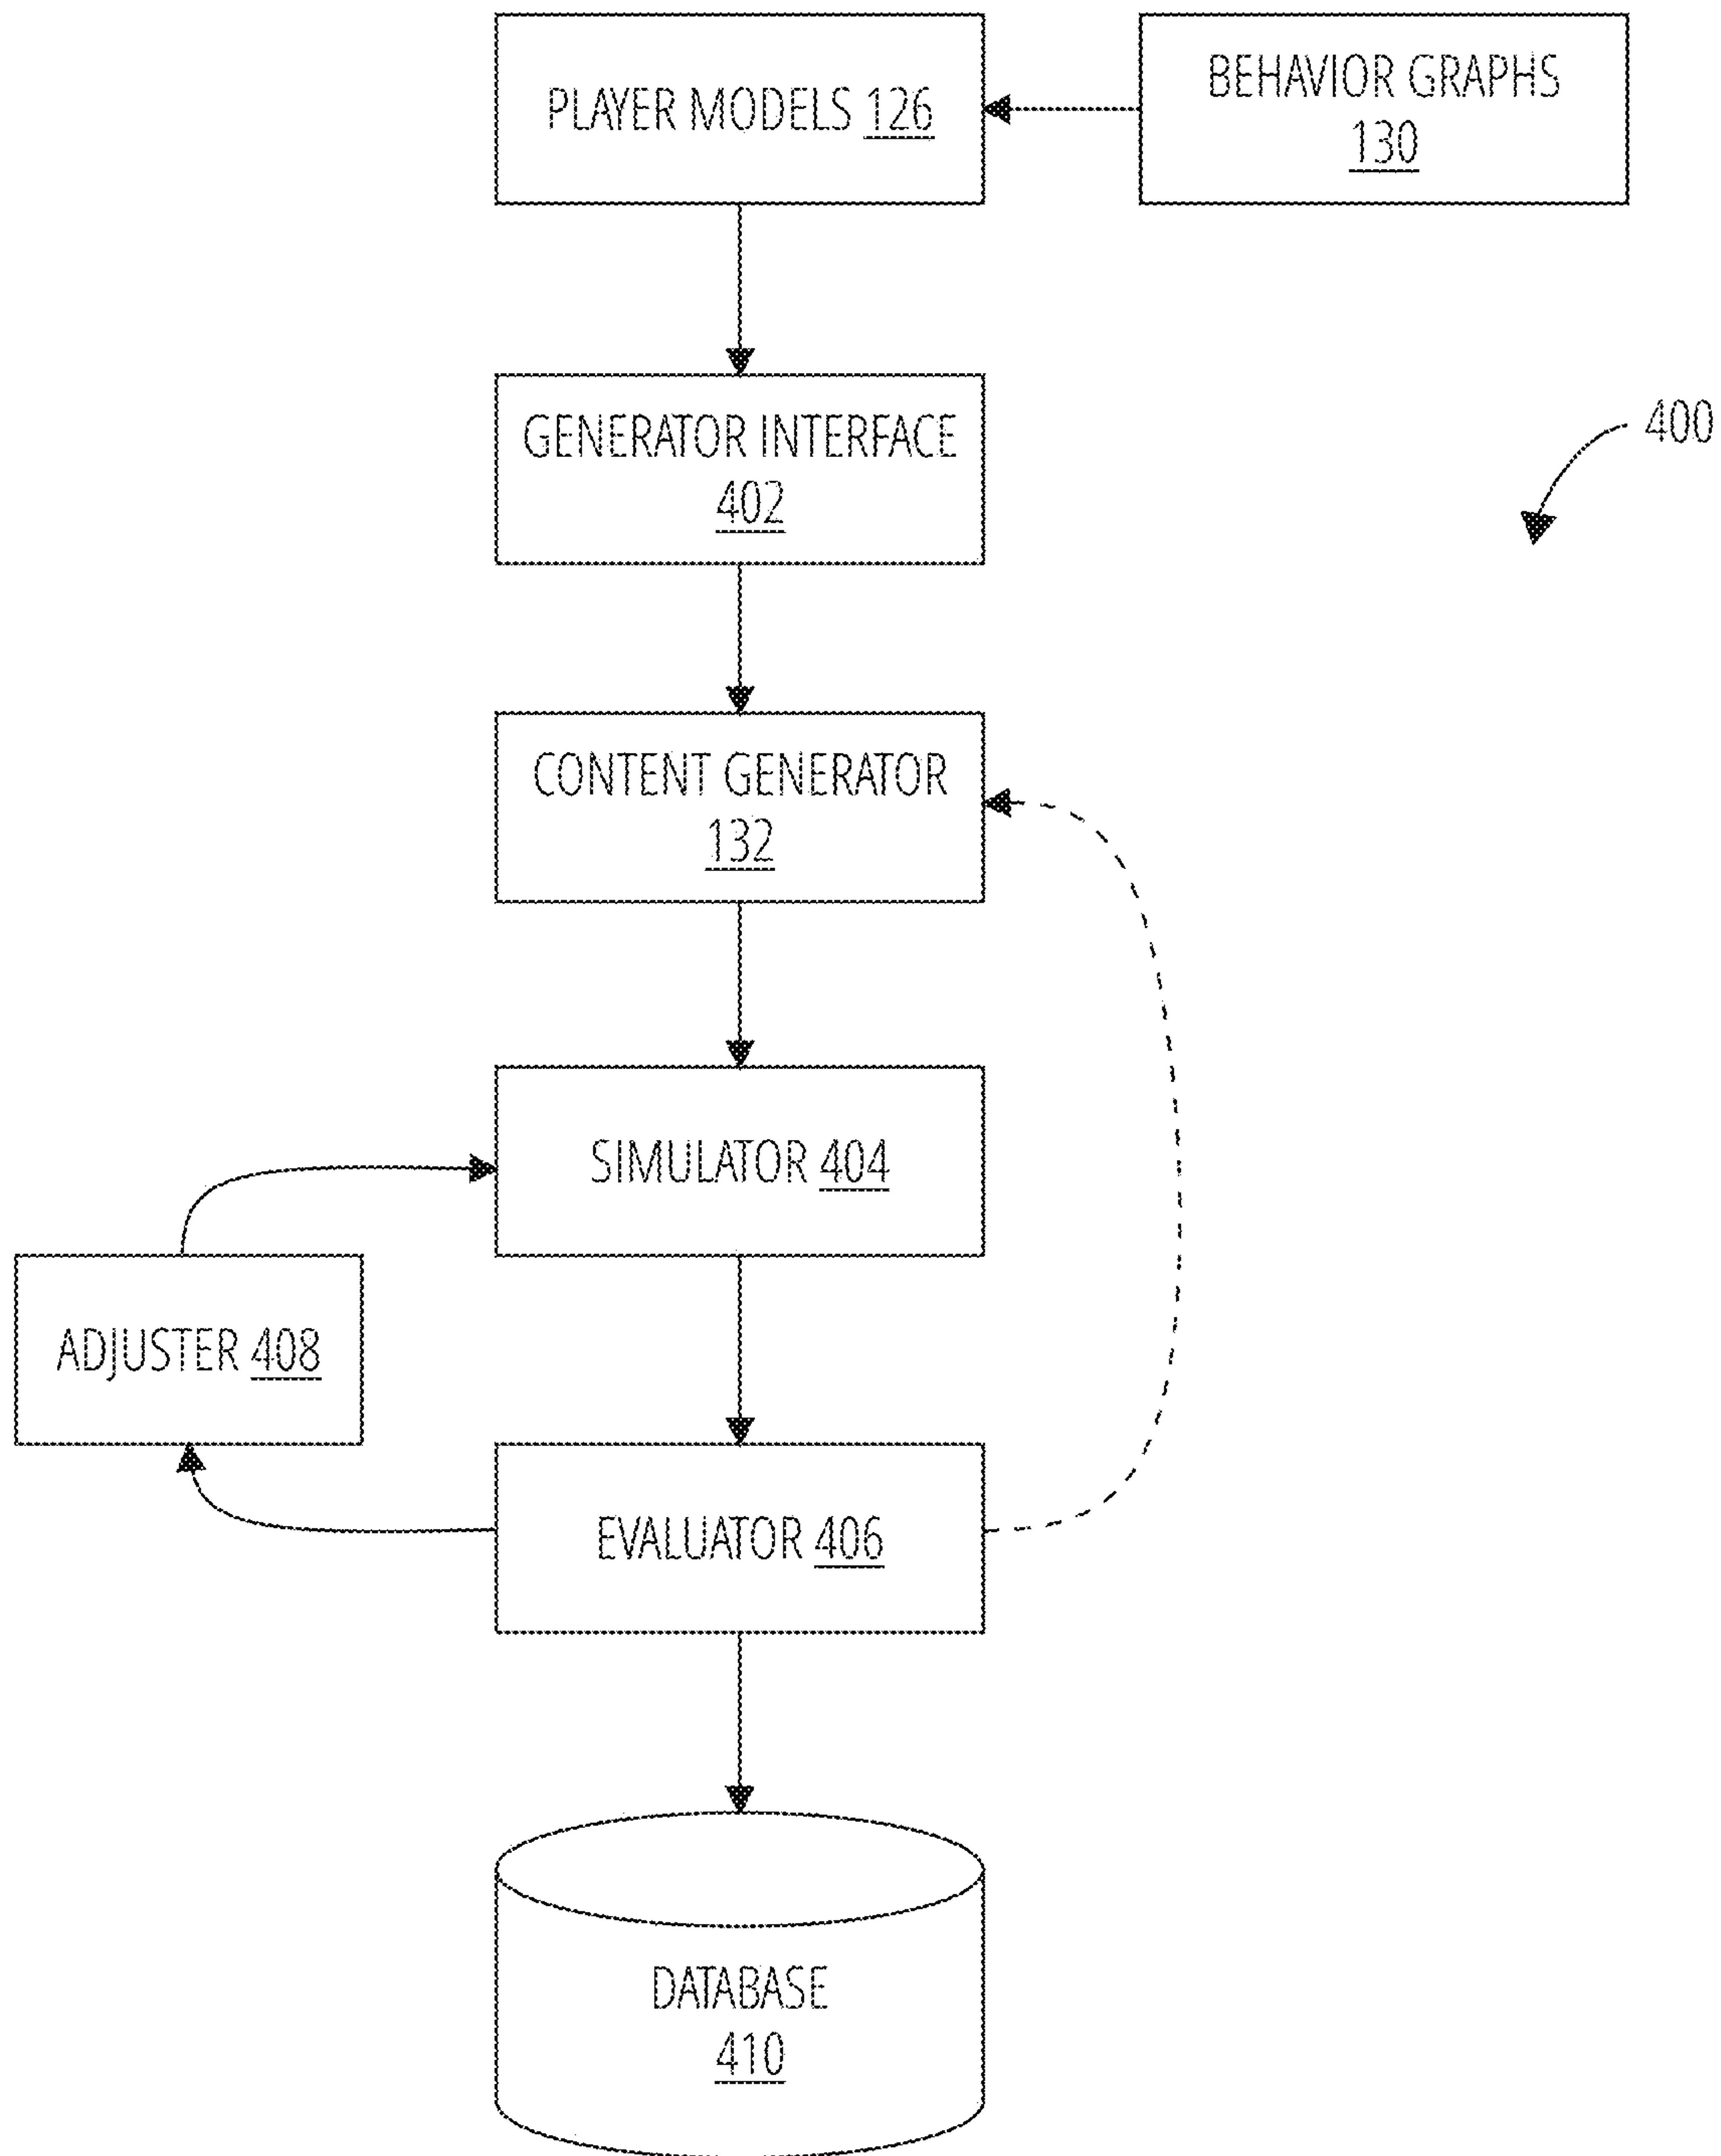 PLAYER MODELS 126
BEHAVIOR GRAPHS
130
GENERATOR INTERFACE
402
400
CONTENT GENERATOR
132
SIMULATOR 404
ADJUSTER 408
EVALUATOR 406
DATABASE
410